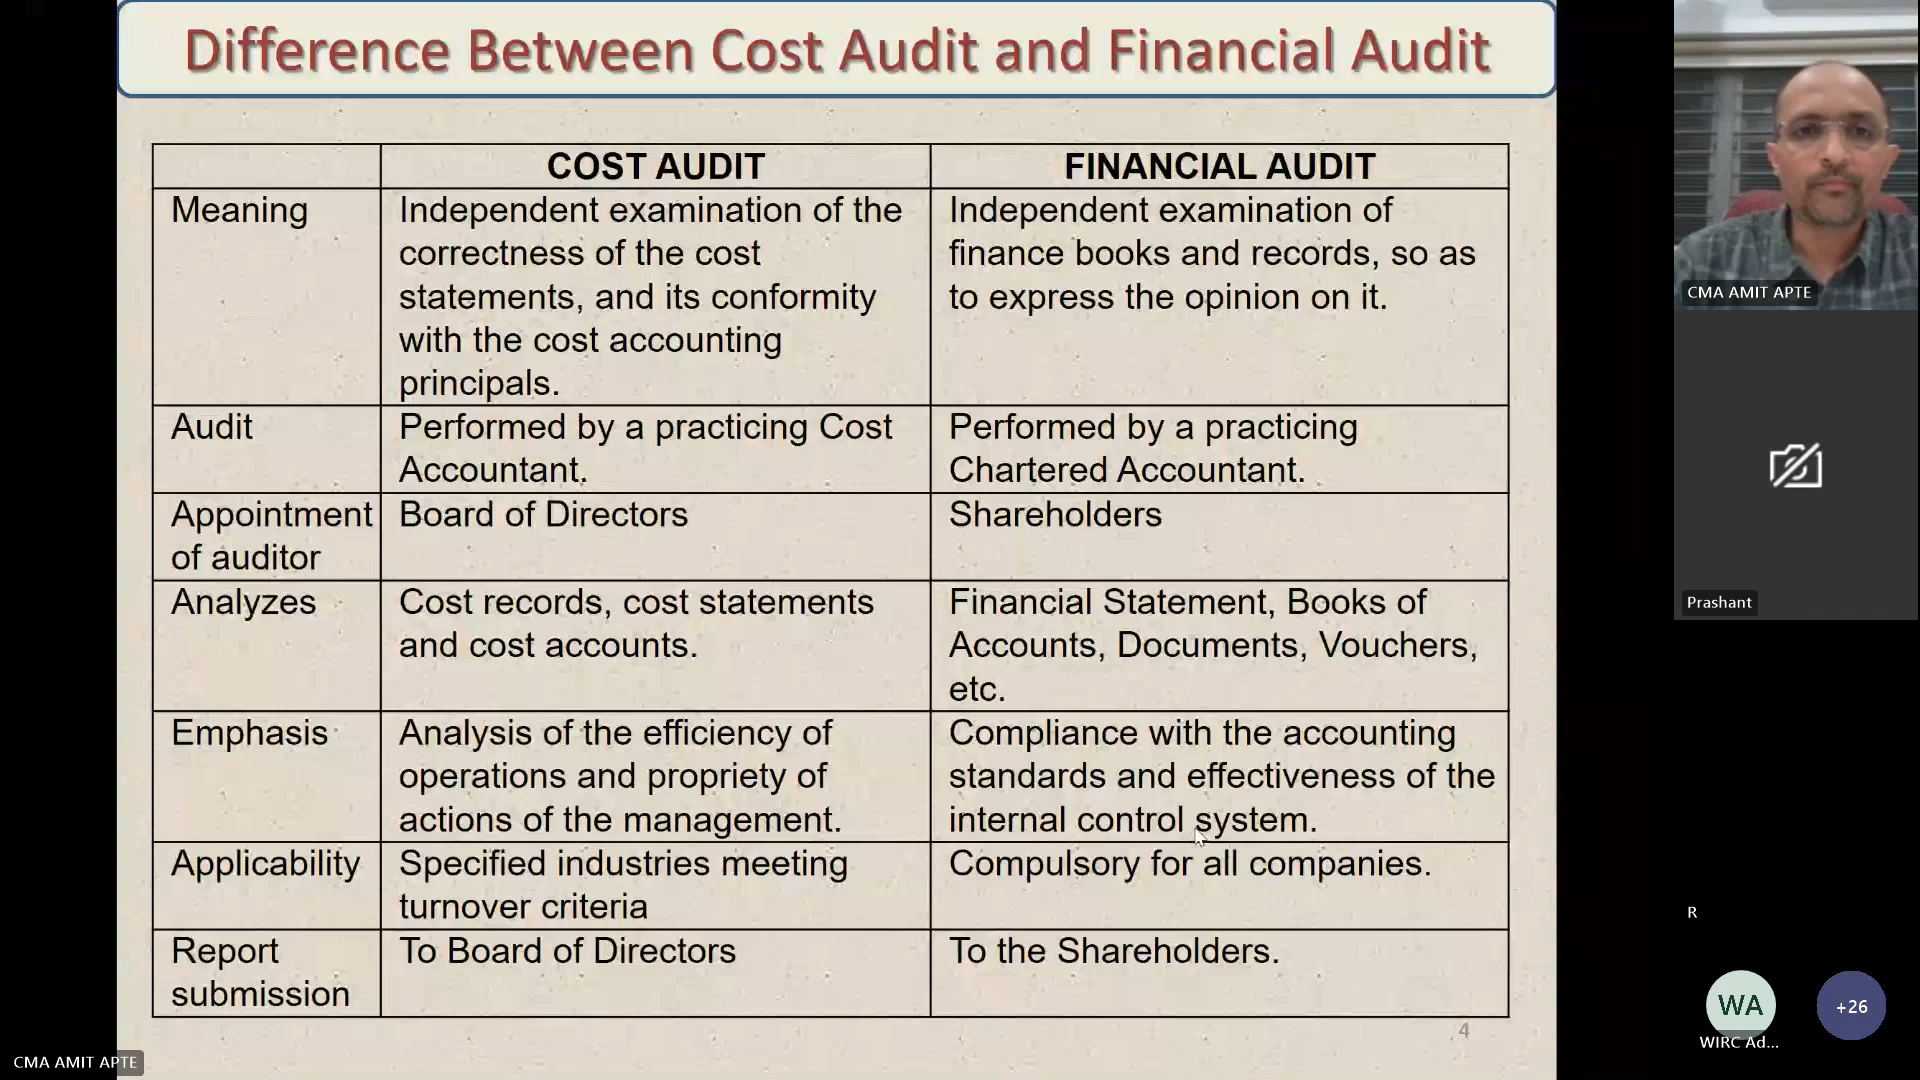 Difference Between Cost Audit and Financial Audit
COST AUDIT
FINANCIAL AUDIT
Meaning
Independent examination of the
correctness of the cost
statements, and its conformity
with the cost accounting
principals.
Independent examination of
finance books and records, so as
to express the opinion on it.
Audit
Performed by a practicing Cost
Accountant.
Performed by a practicing
Chartered Accountant.
Appointment
of auditor
Board of Directors
Shareholders
Analyzes
Cost records, cost statements
and cost accounts.
Financial Statement, Books of
Accounts, Documents, Vouchers,
etc.
Emphasis
Analysis of the efficiency of
operations and propriety of
actions of the management.
Compliance with the accounting
standards and effectiveness of the
internal control system.
Applicability
Specified industries meeting
turnover criteria
Compulsory for all companies.
Report
submission
To Board of Directors
To the Shareholders.
4
CMA AMIT APTE
CMA AMIT APTE
Prashant
R
WA
WIRC Ad...
+26